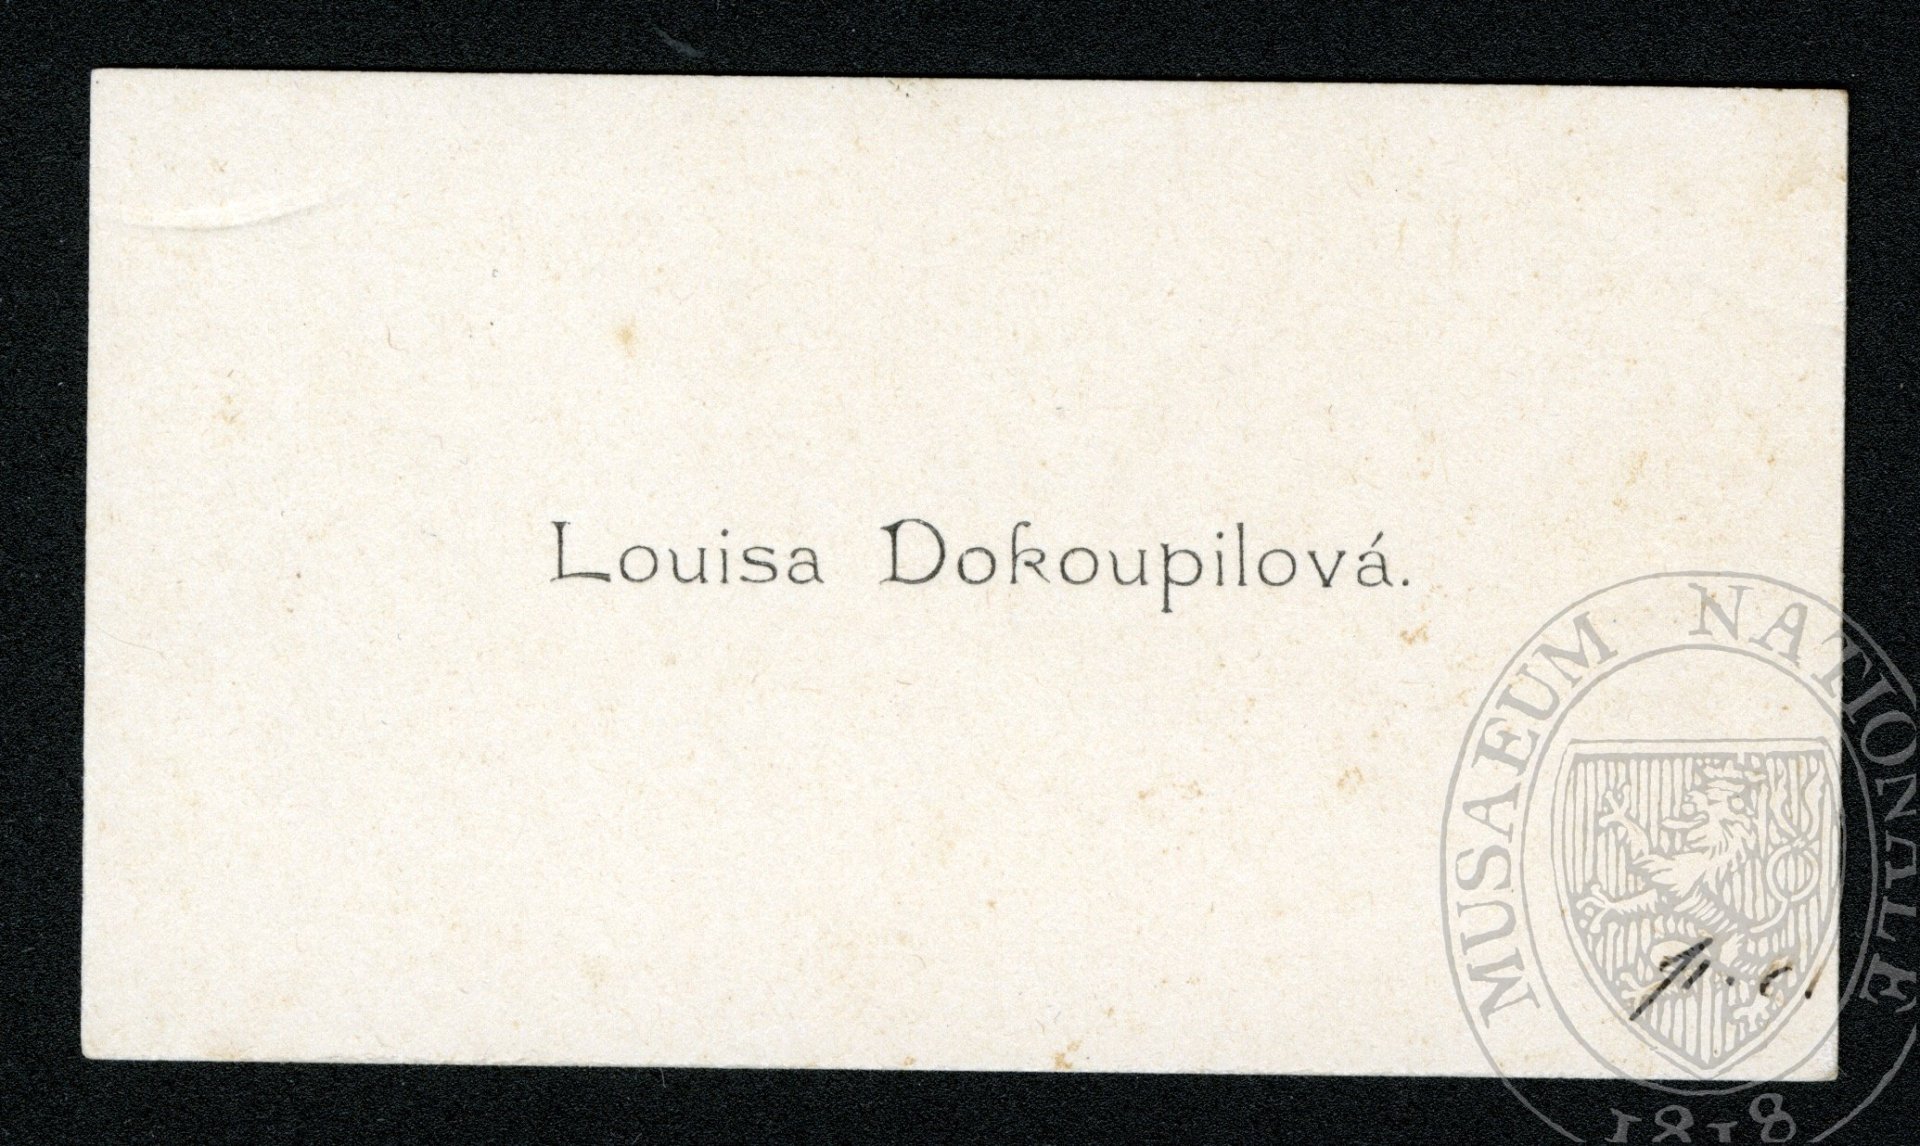 Louisa Dokoupilová.
MUSAEUM NATIONALE
1818
p. c.